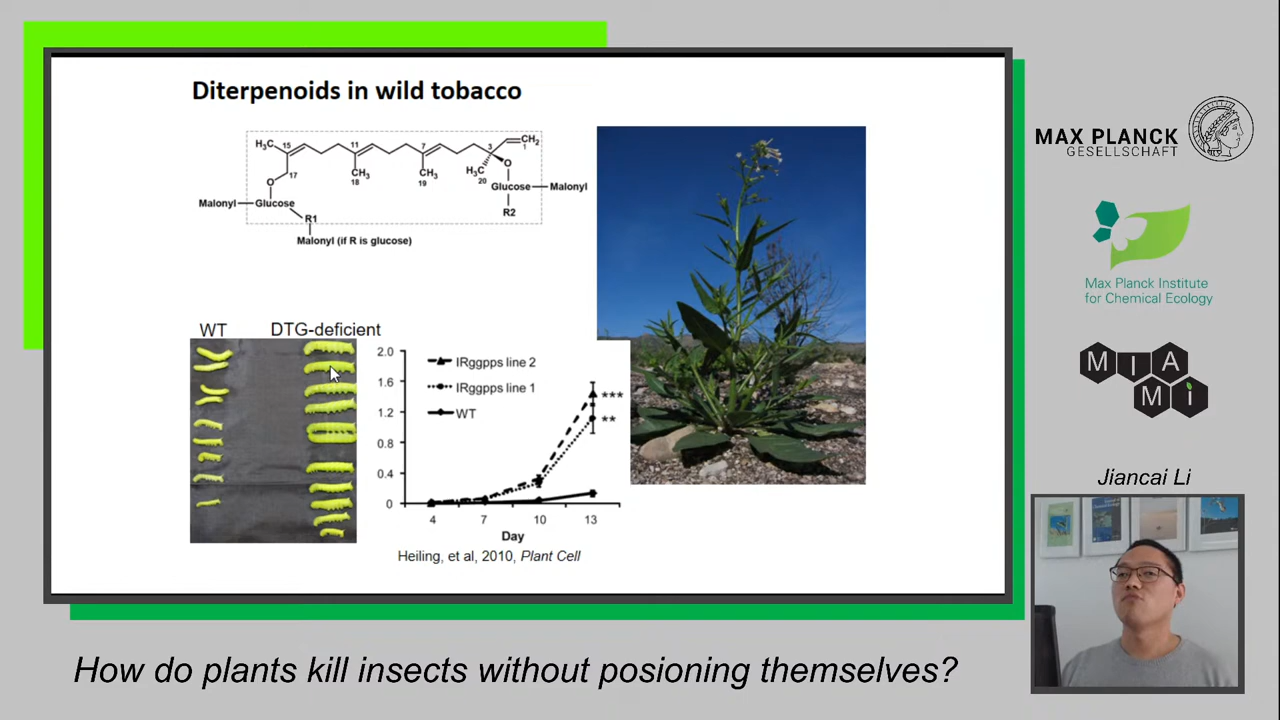 Diterpenoids in wild tobacco
H₃C
15
11
7
3
CH₂
1
17
CH₃
18
CH₃
19
H₃C
20
O
O
Glucose
Malonyl
Malonyl
Glucose
R1
R2
Malonyl (if R is glucose)
WT
DTG-deficient
2.0
1.6
1.2
0.8
0.4
0
IRggpps line 2
IRggpps line 1
WT
***
**
4
7
10
13
Day
Heiling, et al, 2010, Plant Cell
MAX PLANCK
GESELLSCHAFT
Max Planck Institute
for Chemical Ecology
MIAMi
Jiancai Li
How do plants kill insects without posioning themselves?